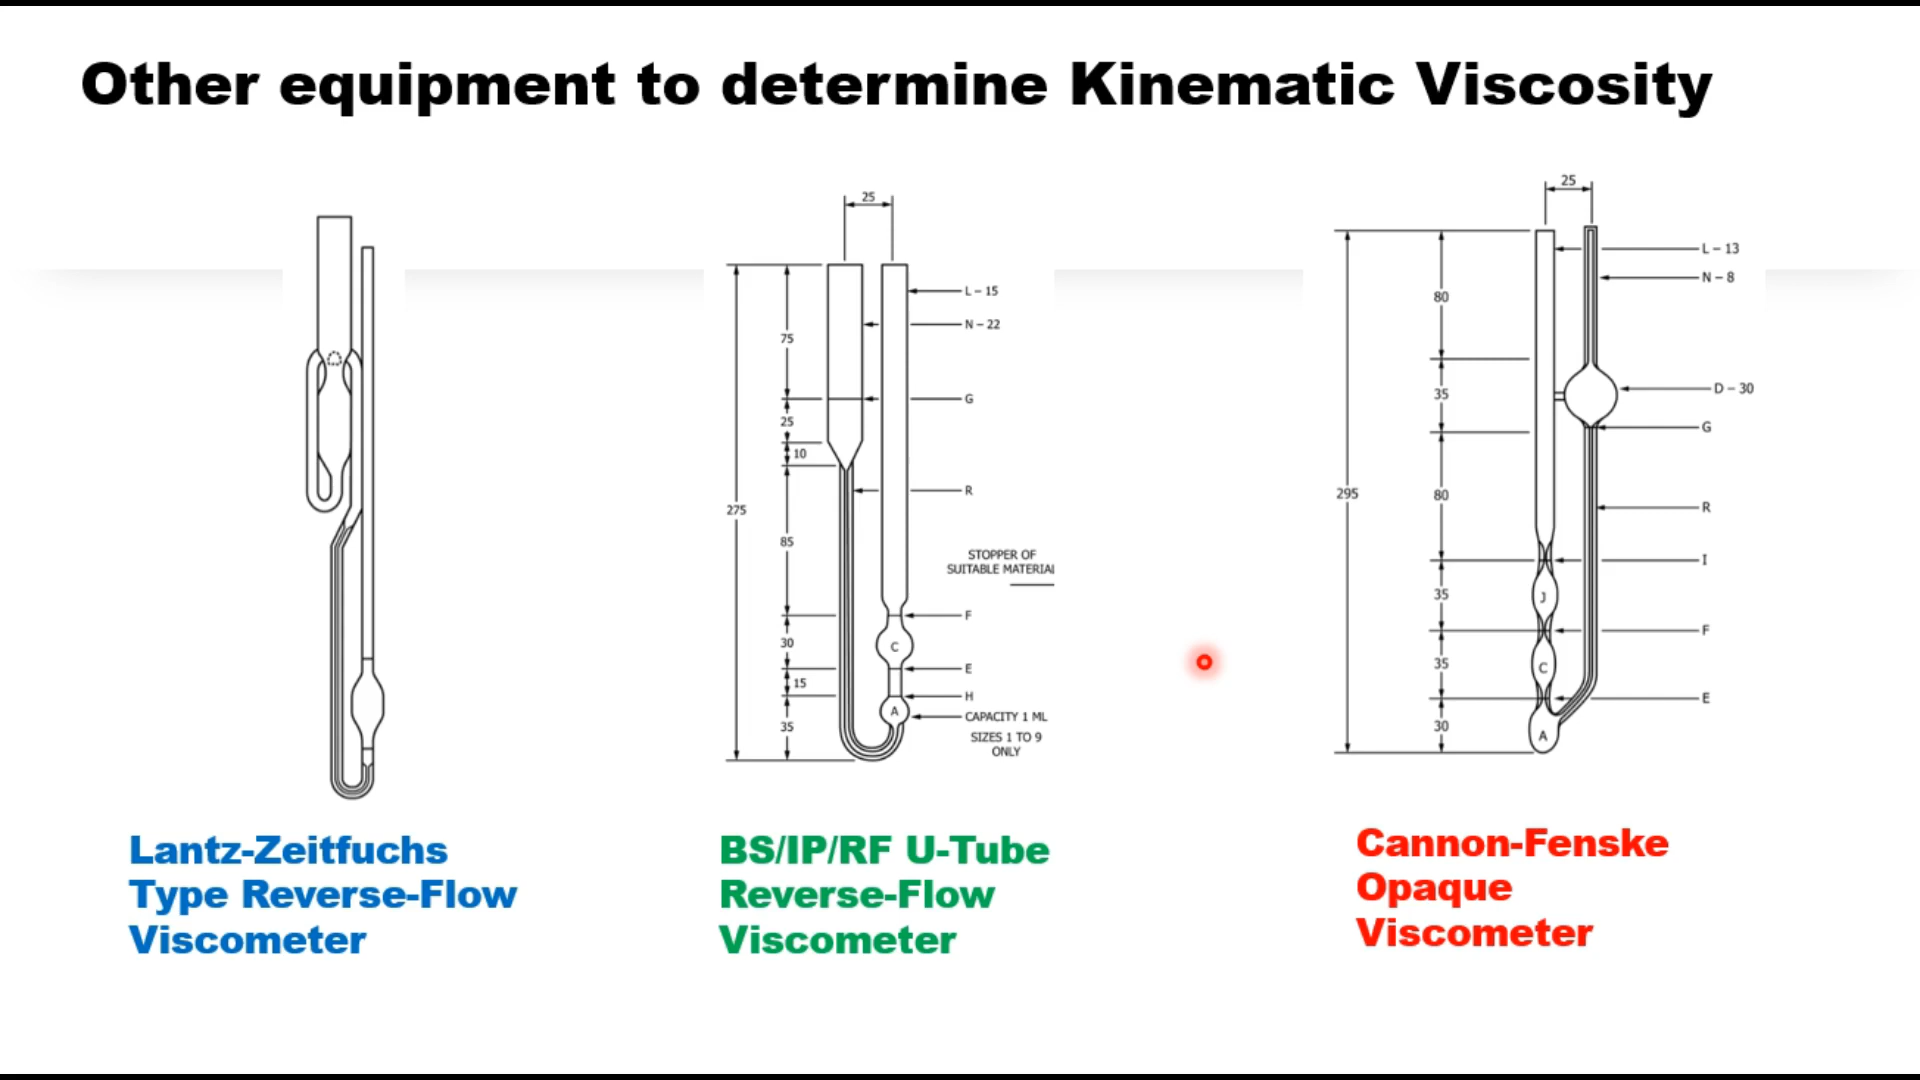 Other equipment to determine Kinematic Viscosity
25
L – 15
N – 22
75
G
25
10
R
275
85
STOPPER OF
SUITABLE MATERIAL
F
C
30
E
15
H
A
CAPACITY 1 ML
35
SIZES 1 TO 9
ONLY
25
L – 13
N – 8
80
D – 30
35
G
295
80
R
I
35
J
F
35
C
E
30
A
Lantz-Zeitfuchs
Type Reverse-Flow
Viscometer
BS/IP/RF U-Tube
Reverse-Flow
Viscometer
Cannon-Fenske
Opaque
Viscometer